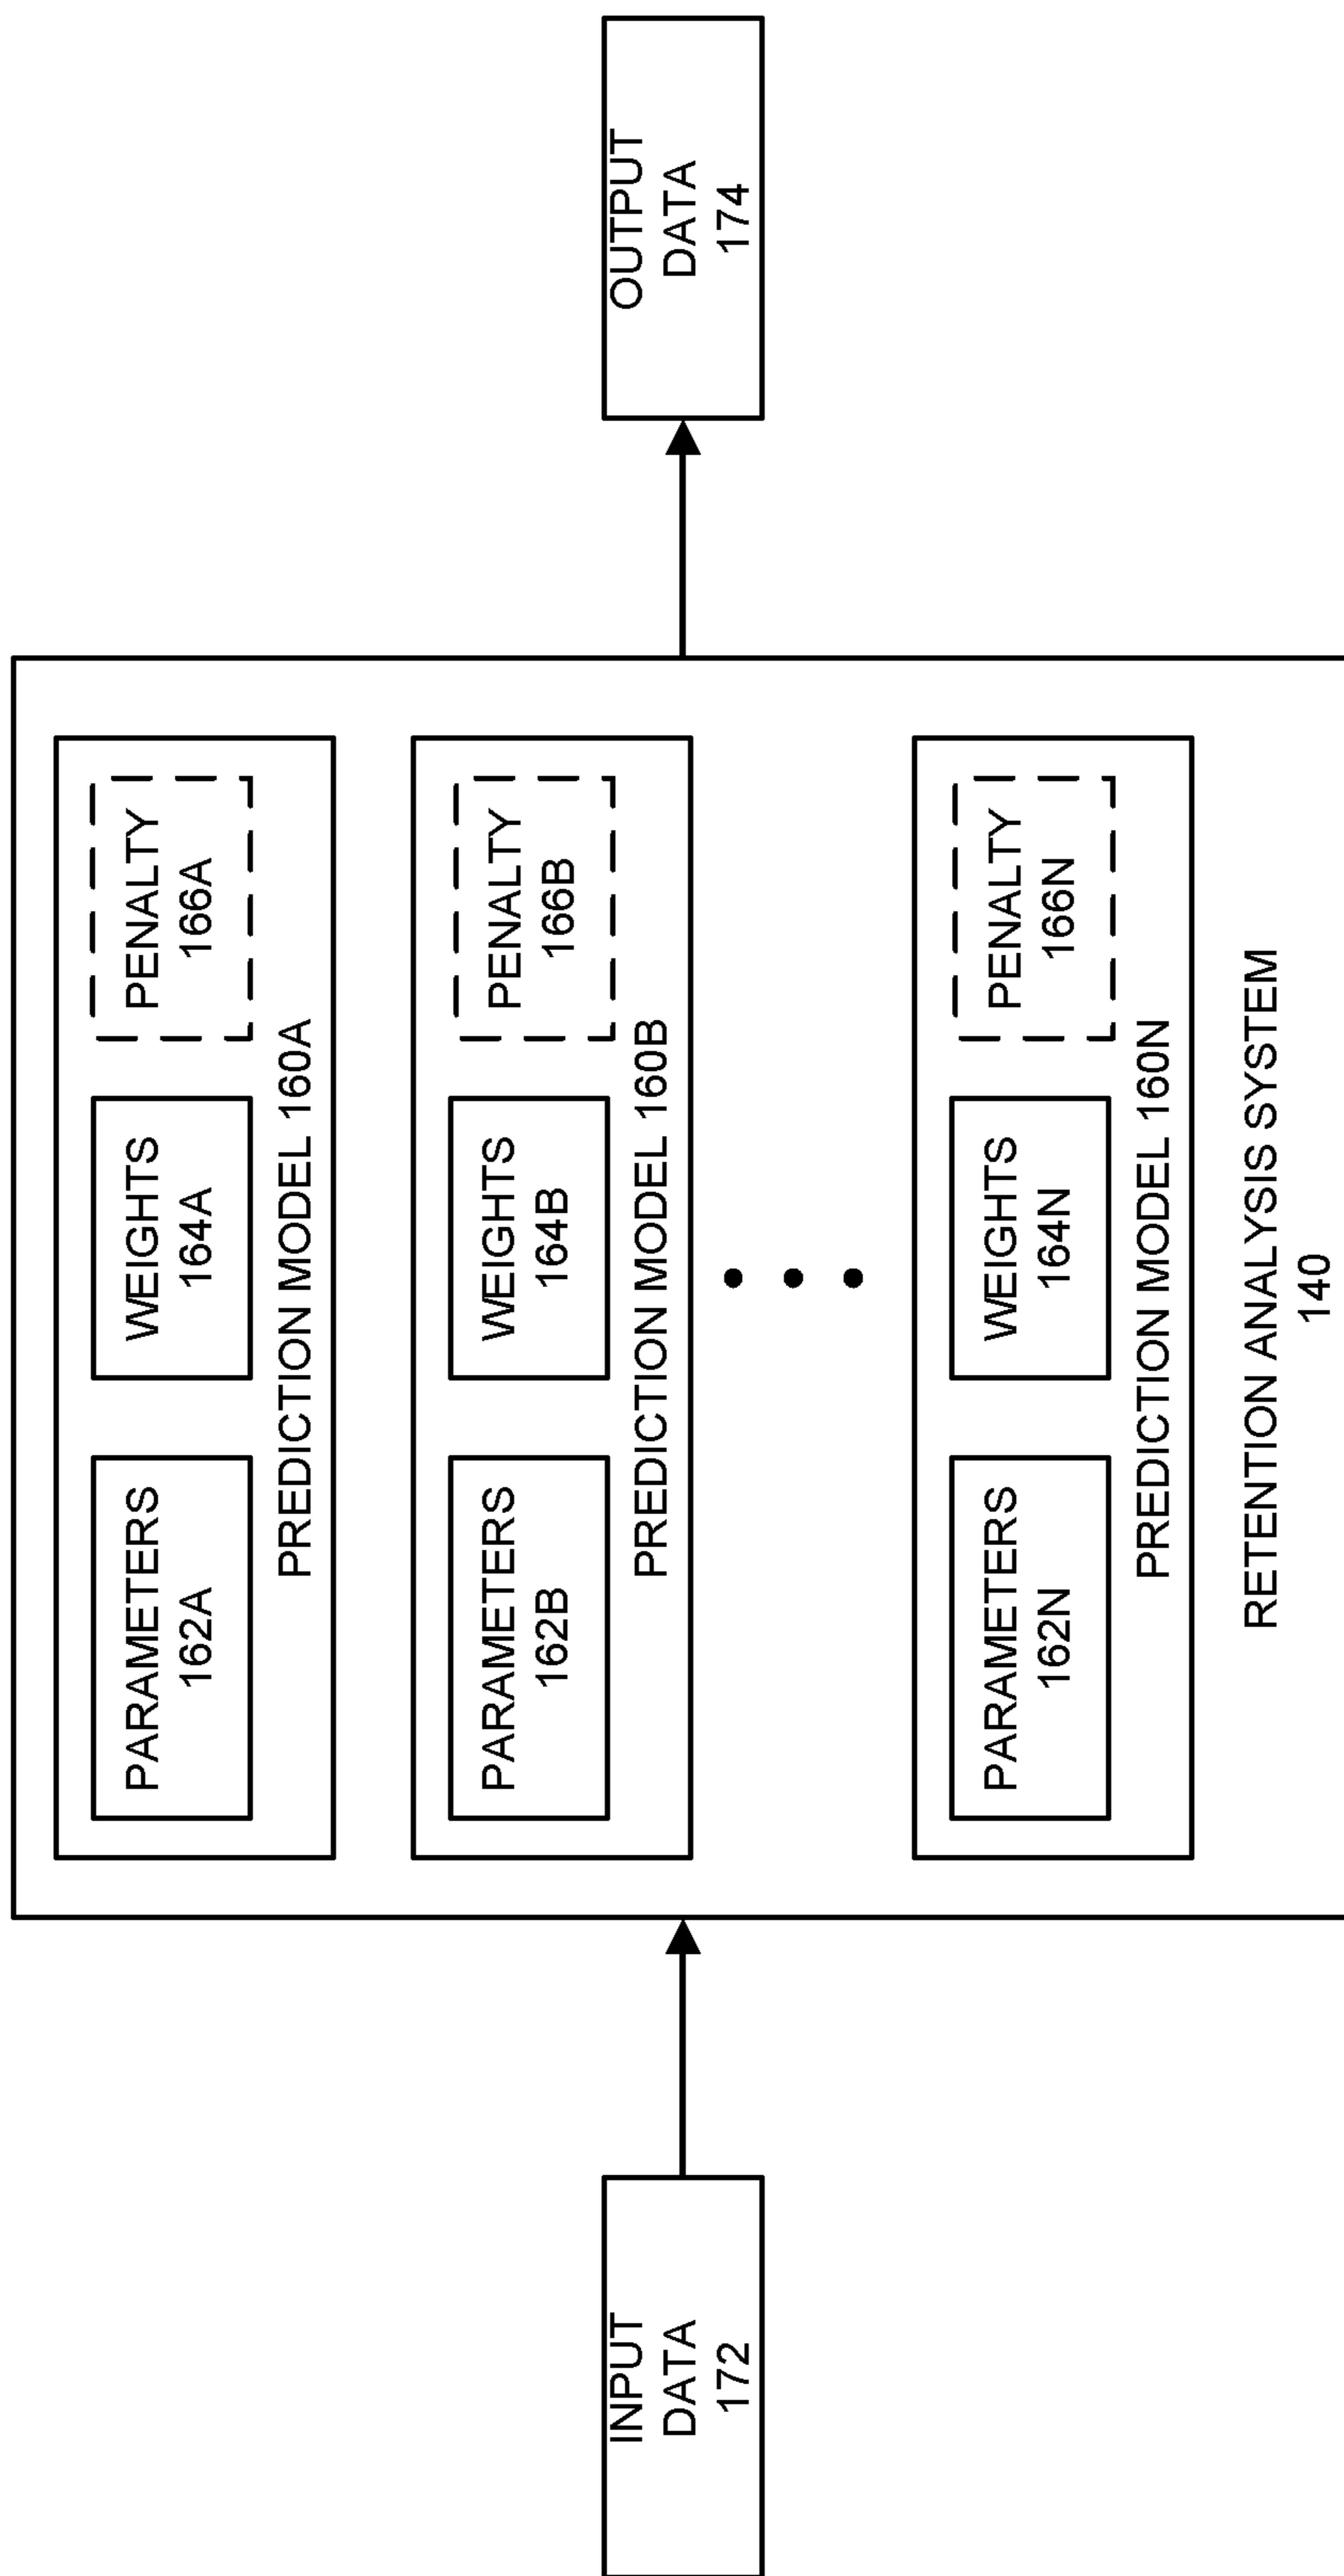 INPUT
DATA
172
PARAMETERS
162A
WEIGHTS
164A
PENALTY
166A
PREDICTION MODEL 160A
PARAMETERS
162B
WEIGHTS
164B
PENALTY
166B
PREDICTION MODEL 160B
PARAMETERS
162N
WEIGHTS
164N
PENALTY
166N
PREDICTION MODEL 160N
RETENTION ANALYSIS SYSTEM
140
OUTPUT
DATA
174